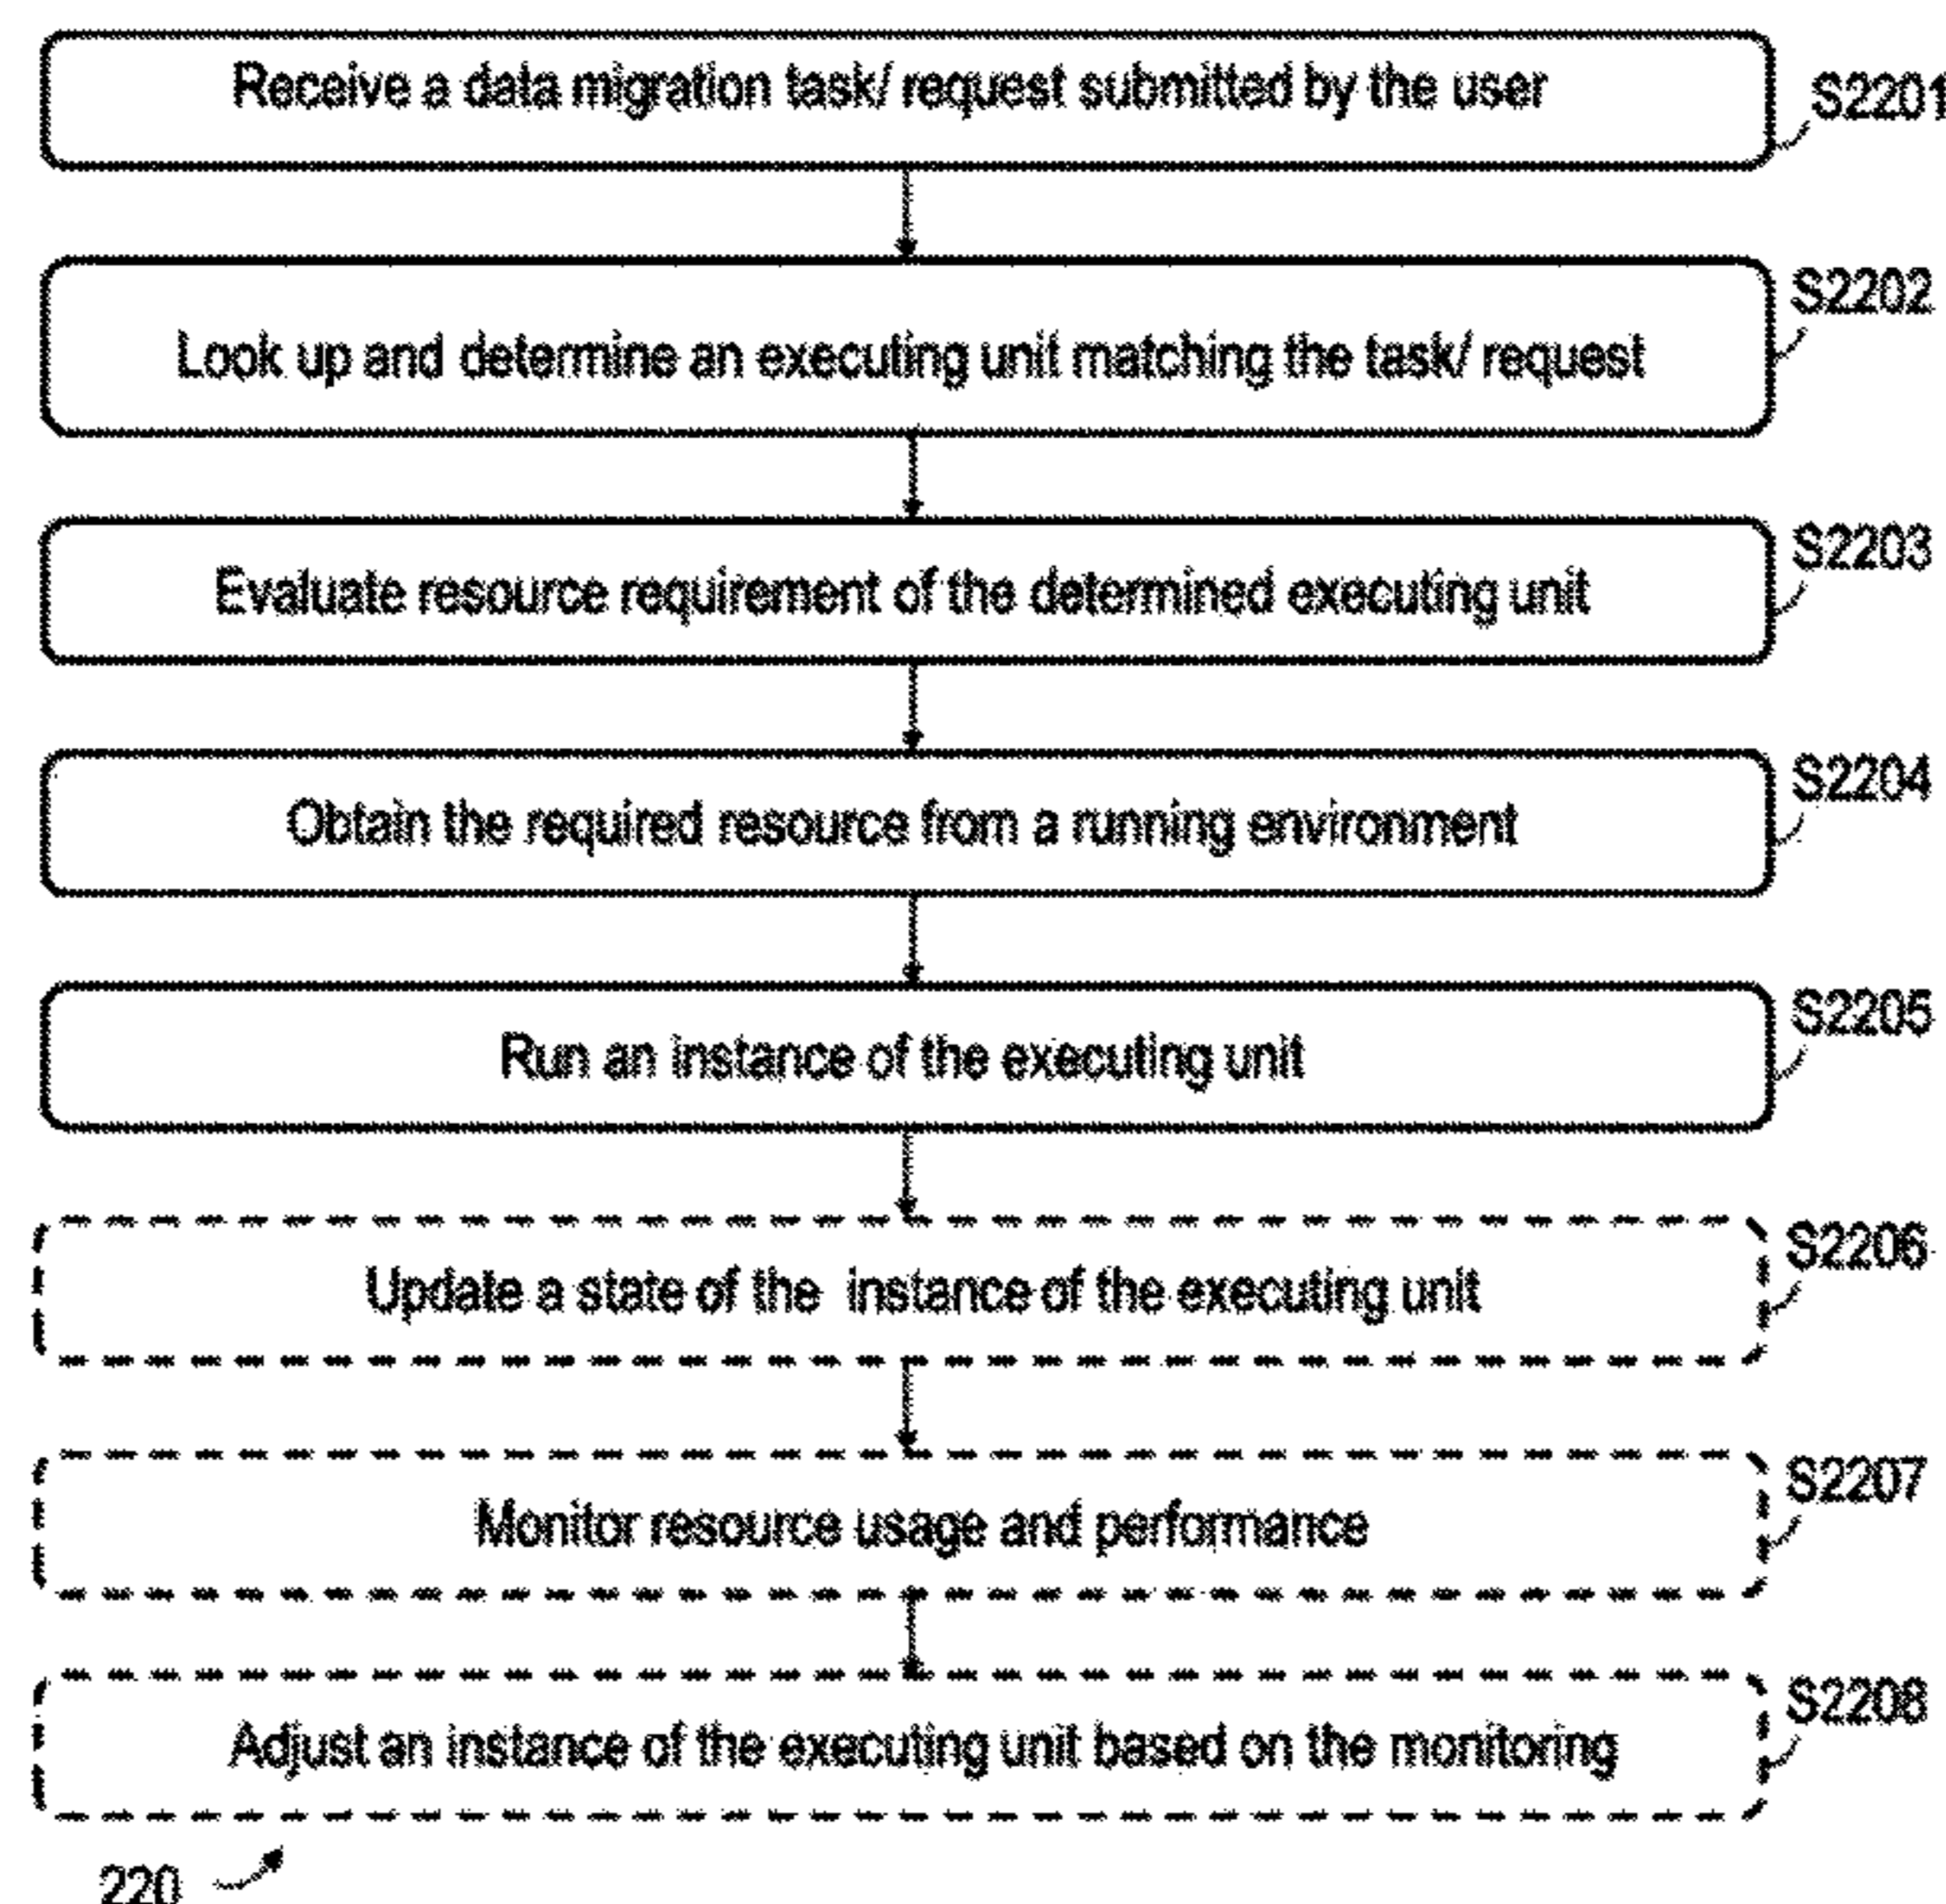 Receive a data migration task/ request submitted by the user
S2201
S2202
Look up and determine an executing unit matching the task/ request
S2203
Evaluate resource requirement of the determined executing unit
S2204
Obtain the required resource from a running environment
S2205
Run an instance of the executing unit
S2206
Update a state of the instance of the executing unit
S2207
Monitor resource usage and performance
S2208
Adjust an instance of the executing unit based on the monitoring
220